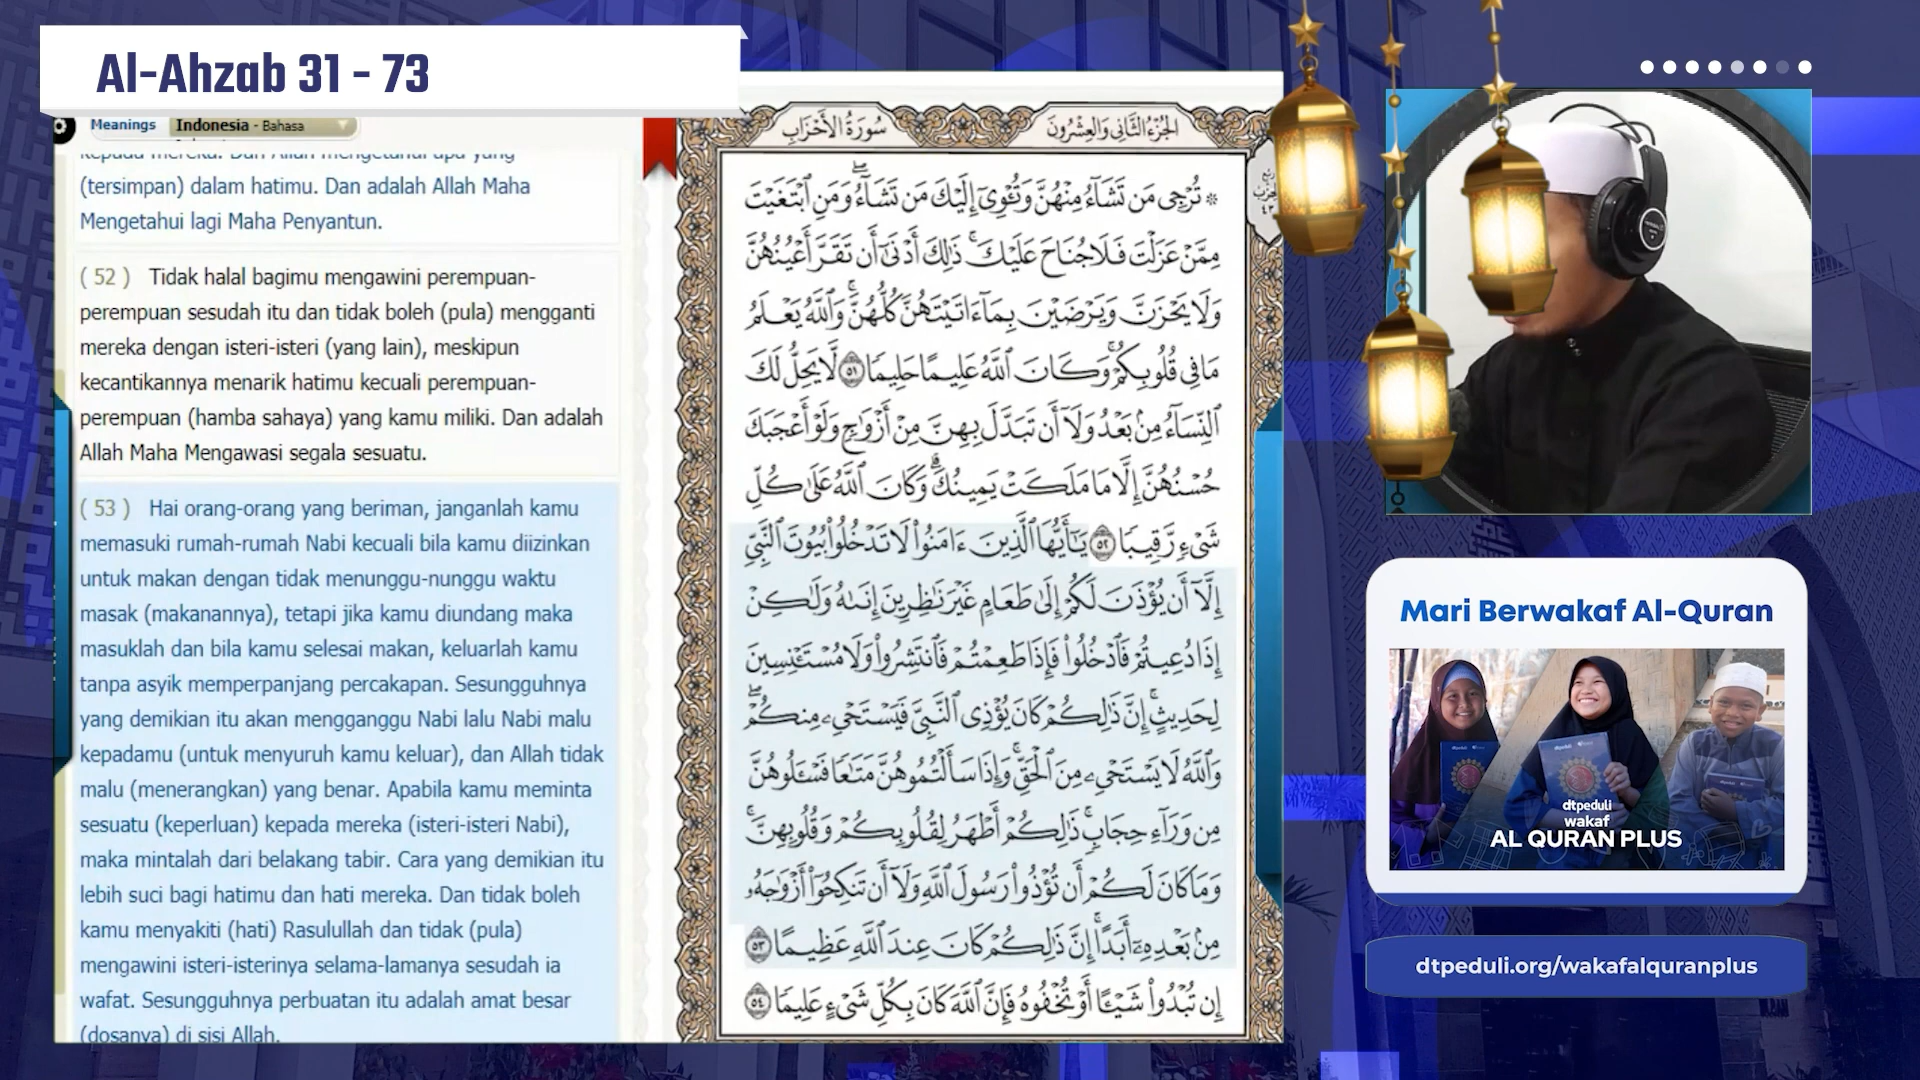 Al-Ahzab 31 - 73
Meanings Indonesia - Bahasa
kepada mereka. Dan Allah mengetahui apa yang
(tersimpan) dalam hatimu. Dan adalah Allah Maha
Mengetahui lagi Maha Penyantun.
( 52 ) Tidak halal bagimu mengawini perempuan-
perempuan sesudah itu dan tidak boleh (pula) mengganti
mereka dengan isteri-isteri (yang lain), meskipun
kecantikannya menarik hatimu kecuali perempuan-
perempuan (hamba sahaya) yang kamu miliki. Dan adalah
Allah Maha Mengawasi segala sesuatu.
( 53 ) Hai orang-orang yang beriman, janganlah kamu
memasuki rumah-rumah Nabi kecuali bila kamu diizinkan
untuk makan dengan tidak menunggu-nunggu waktu
masak (makanannya), tetapi jika kamu diundang maka
masuklah dan bila kamu selesai makan, keluarlah kamu
tanpa asyik memperpanjang percakapan. Sesungguhnya
yang demikian itu akan mengganggu Nabi lalu Nabi malu
kepadamu (untuk menyuruh kamu keluar), dan Allah tidak
malu (menerangkan) yang benar. Apabila kamu meminta
sesuatu (keperluan) kepada mereka (isteri-isteri Nabi),
maka mintalah dari belakang tabir. Cara yang demikian itu
lebih suci bagi hatimu dan hati mereka. Dan tidak boleh
kamu menyakiti (hati) Rasulullah dan tidak (pula)
mengawini isteri-isterinya selama-lamanya sesudah ia
wafat. Sesungguhnya perbuatan itu adalah amat besar
(dosanya) di sisi Allah.
الجزء الثاني والعشرون سورة الأحزاب
۞ تُرْجِى مَن تَشَآءُ مِنْهُنَّ وَتُـْٔوِىٓ إِلَيْكَ مَن تَشَآءُ ۖ وَمَنِ ٱبْتَغَيْتَ
مِمَّنْ عَزَلْتَ فَلَا جُنَاحَ عَلَيْكَ ۚ ذَٰلِكَ أَدْنَىٰٓ أَن تَقَرَّ أَعْيُنُهُنَّ
وَلَا يَحْزَنَّ وَيَرْضَيْنَ بِمَآ ءَاتَيْتَهُنَّ كُلُّهُنَّ ۚ وَٱللَّهُ يَعْلَمُ
مَا فِى قُلُوبِكُمْ ۚ وَكَانَ ٱللَّهُ عَلِيمًا حَلِيمًا ٥١ لَّا يَحِلُّ لَكَ
ٱلنِّسَآءُ مِنۢ بَعْدُ وَلَآ أَن تَبَدَّلَ بِهِنَّ مِنْ أَزْوَٰجٍ وَلَوْ أَعْجَبَكَ
حُسْنُهُنَّ إِلَّا مَا مَلَكَتْ يَمِينُكَ ۗ وَكَانَ ٱللَّهُ عَلَىٰ كُلِّ
شَىْءٍ رَّقِيبًا ٥٢ يَـٰٓأَيُّهَا ٱلَّذِينَ ءَامَنُوا۟ لَا تَدْخُلُوا۟ بُيُوتَ ٱلنَّبِىِّ
إِلَّآ أَن يُؤْذَنَ لَكُمْ إِلَىٰ طَعَامٍ غَيْرَ نَـٰظِرِينَ إِنَىٰهُ وَلَـٰكِنْ
إِذَا دُعِيتُمْ فَٱدْخُلُوا۟ فَإِذَا طَعِمْتُمْ فَٱنتَشِرُوا۟ وَلَا مُسْتَـْٔنِسِينَ
لِحَدِيثٍ ۚ إِنَّ ذَٰلِكُمْ كَانَ يُؤْذِى ٱلنَّبِىَّ فَيَسْتَحْىِۦ مِنكُمْ ۖ
وَٱللَّهُ لَا يَسْتَحْىِۦ مِنَ ٱلْحَقِّ ۚ وَإِذَا سَأَلْتُمُوهُنَّ مَتَـٰعًا فَسْـَٔلُوهُنَّ
مِن وَرَآءِ حِجَابٍ ۚ ذَٰلِكُمْ أَطْهَرُ لِقُلُوبِكُمْ وَقُلُوبِهِنَّ ۚ
وَمَا كَانَ لَكُمْ أَن تُؤْذُوا۟ رَسُولَ ٱللَّهِ وَلَآ أَن تَنكِحُوٓا۟ أَزْوَٰجَهُۥ
مِنۢ بَعْدِهِۦٓ أَبَدًا ۚ إِنَّ ذَٰلِكُمْ كَانَ عِندَ ٱللَّهِ عَظِيمًا ٥٣
إِن تُبْدُوا۟ شَيْـًٔا أَوْ تُخْفُوهُ فَإِنَّ ٱللَّهَ كَانَ بِكُلِّ شَىْءٍ عَلِيمًا ٥٤
Mari Berwakaf Al-Quran
dtpeduli
wakaf
AL QURAN PLUS
dtpeduli.org/wakafalquranplus